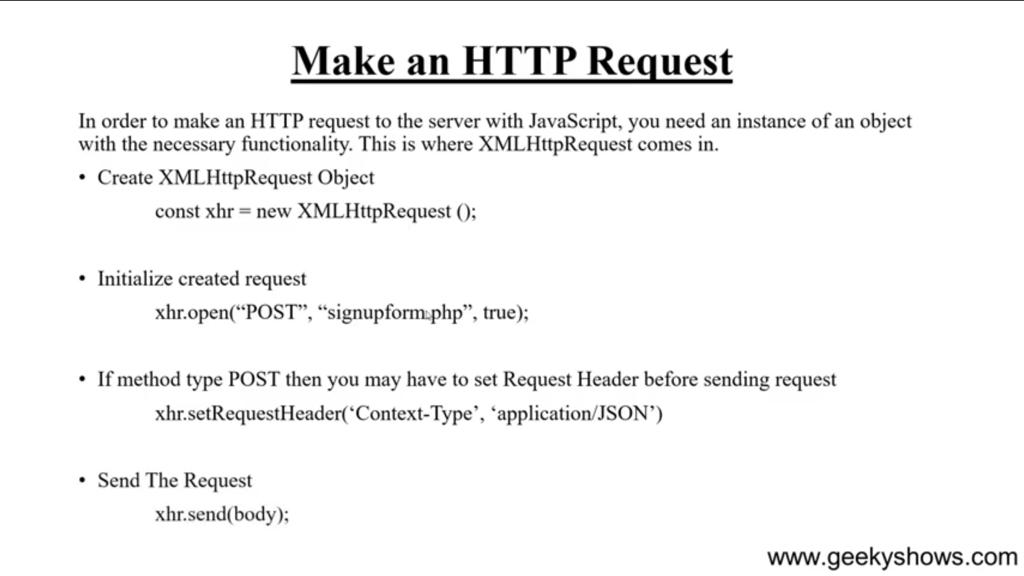 Make an HTTP Request
In order to make an HTTP request to the server with JavaScript, you need an instance of an object
with the necessary functionality. This is where XMLHttpRequest comes in.
• Create XMLHttpRequest Object
const xhr = new XMLHttpRequest ();
• Initialize created request
xhr.open(“POST”, “signupform.php”, true);
• If method type POST then you may have to set Request Header before sending request
xhr.setRequestHeader(‘Context-Type’, ‘application/JSON’)
• Send The Request
xhr.send(body);
www.geekyshows.com